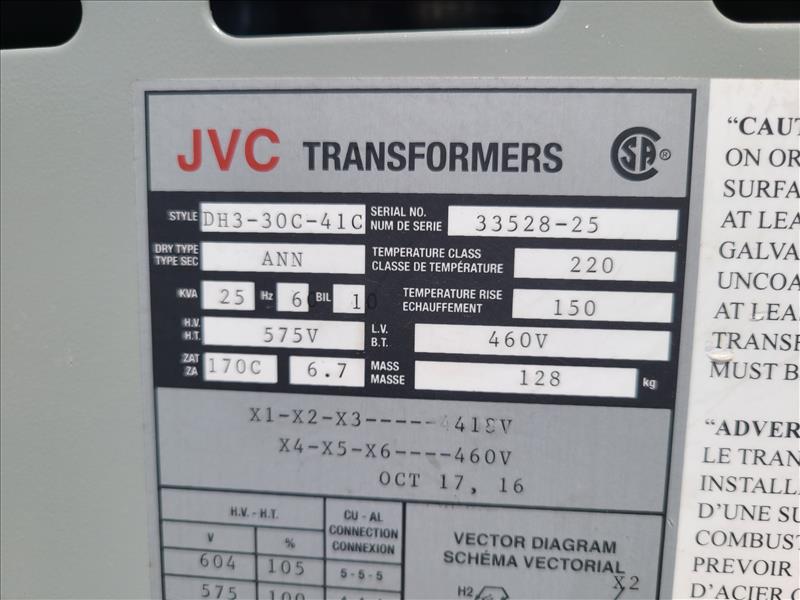 JVC TRANSFORMERS
SA ®
STYLE DH3-30C-41C SERIAL NO. NUM DE SERIE 33528-25
DRY TYPE TYPE SEC ANN TEMPERATURE CLASS CLASSE DE TEMPÉRATURE 220
KVA 25 Hz 60 BIL 10 TEMPERATURE RISE ECHAUFFEMENT 150
H.V. H.T. 575V L.V. B.T. 460V
ZAT ZA 170C 6.7 MASS MASSE 128 kg
X1-X2-X3-----
X4-X5-X6----460V
OCT 17, 16
H.V. - H.T.
V %
604 105
575 100
CU - AL
CONNECTION
CONNEXION
5-5-5
VECTOR DIAGRAM
SCHÉMA VECTORIAL
H2 X2
“CAUT
ON OR
SURFA
AT LEA
GALVA
UNCOA
AT LEA
TRANSF
MUST B
“ADVER
LE TRAN
INSTALL
D’UNE SU
COMBUST
PREVOIR
D’ACIER